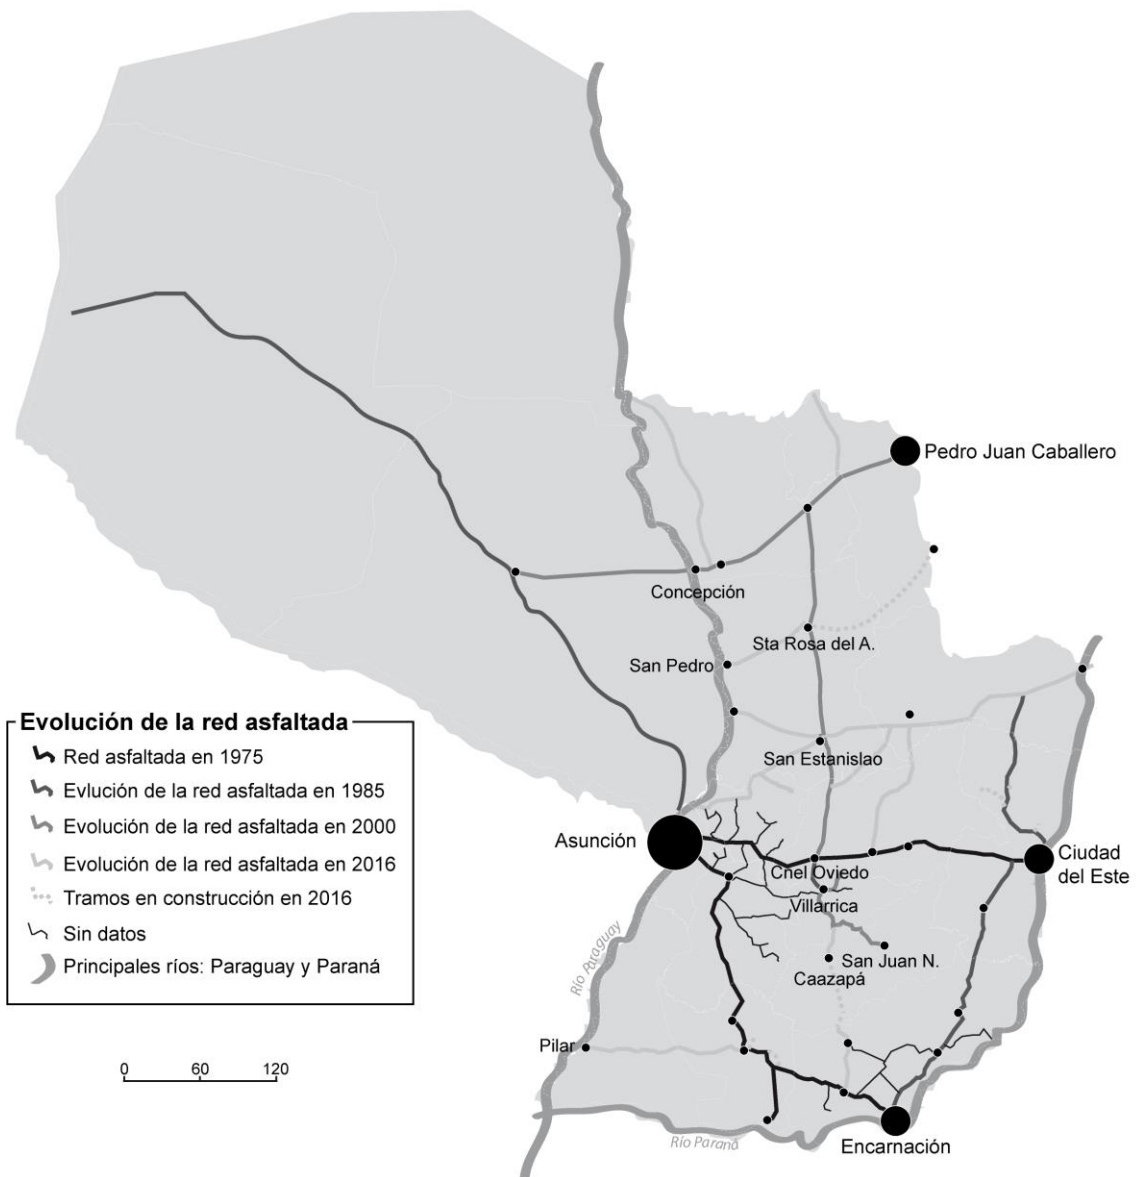 Pedro Juan Caballero
Concepción
Sta Rosa del A.
San Pedro
San Estanislao
Asunción
Cnel Oviedo
Ciudad
del Este
Villarrica
San Juan N.
Caazapá
Pilar
Encarnación
Río Paraguay
Río Paraná
Evolución de la red asfaltada
Red asfaltada en 1975
Evlución de la red asfaltada en 1985
Evolución de la red asfaltada en 2000
Evolución de la red asfaltada en 2016
Tramos en construcción en 2016
Sin datos
Principales ríos: Paraguay y Paraná
0 60 120